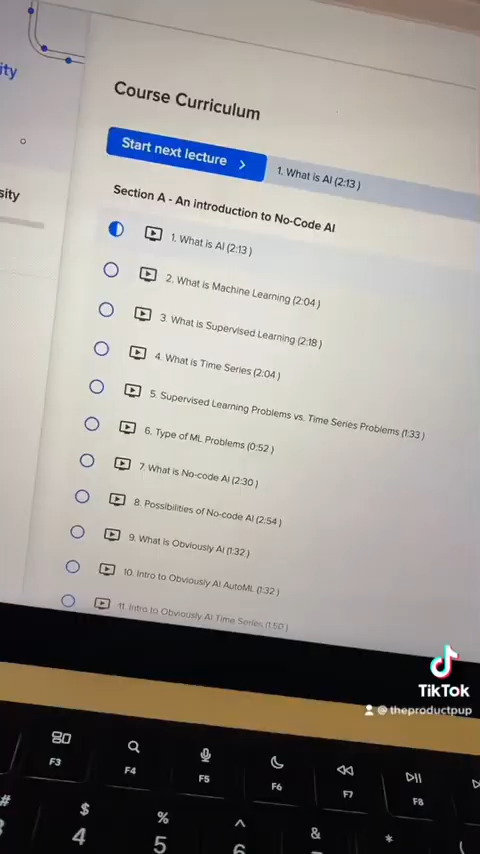 ity
Course Curriculum
Start next lecture
1. What is AI (2:13 )
sity
Section A - An introduction to No-Code AI
1. What is AI (2:13 )
2. What is Machine Learning (2:04 )
3. What is Supervised Learning (2:18 )
4. What is Time Series (2:04 )
5. Supervised Learning Problems vs. Time Series Problems (1:33 )
6. Type of ML Problems (0:52 )
7. What is No-code AI (2:30 )
8. Possibilities of No-code AI (2:54 )
9. What is Obviously AI (1:32 )
10. Intro to Obviously AI AutoML (1:32 )
11. Intro to Obviously AI Time Series (1:50 )
TikTok
@theproductpup
F3
F4
F5
F6
F7
F8
#
$
4
%
5
^
6
&
*
(